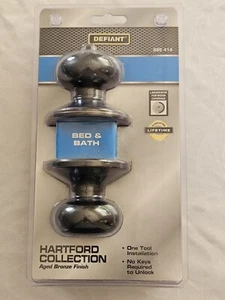 DEFIANT
BED &
BATH
LIFETIME
HARTFORD
COLLECTION
Aged Bronze Finish
• One Tool
Installation
• No Keys
Required
to Unlock